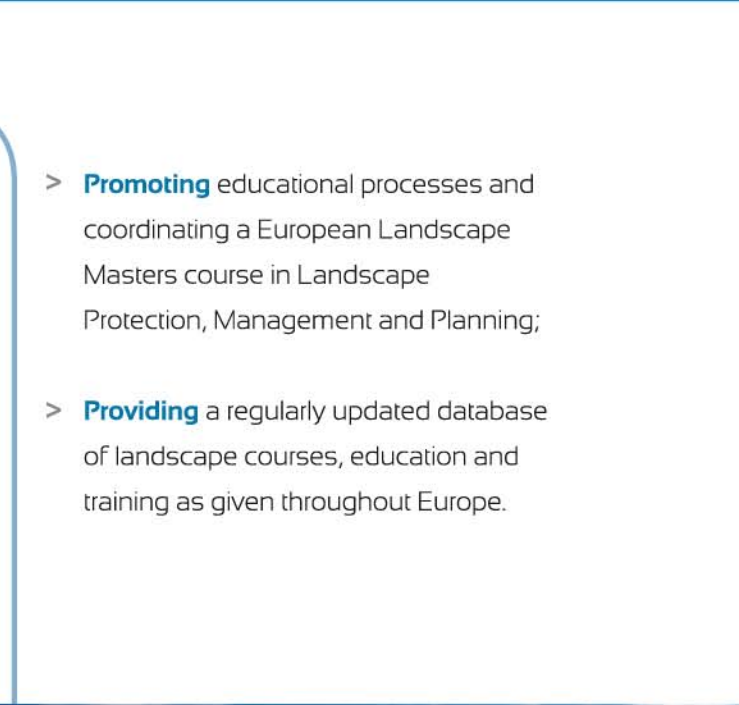 > Promoting educational processes and
coordinating a European Landscape
Masters course in Landscape
Protection, Management and Planning;
> Providing a regularly updated database
of landscape courses, education and
training as given throughout Europe.